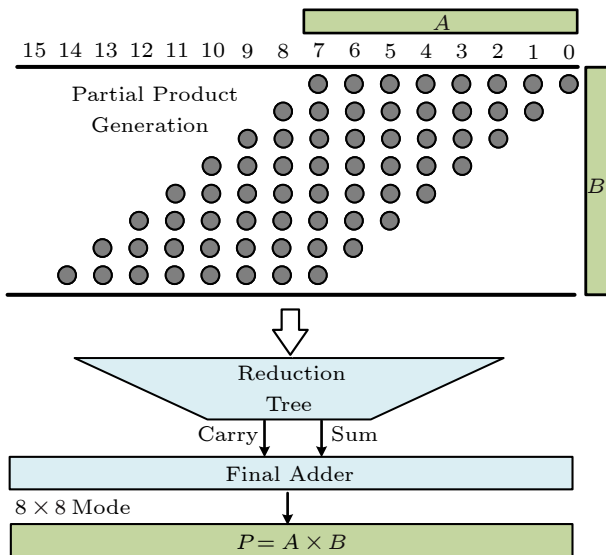 A
15 14 13 12 11 10 9 8 7 6 5 4 3 2 1 0
Partial Product
Generation
B
Reduction
Tree
Carry Sum
Final Adder
8 × 8 Mode
P = A × B